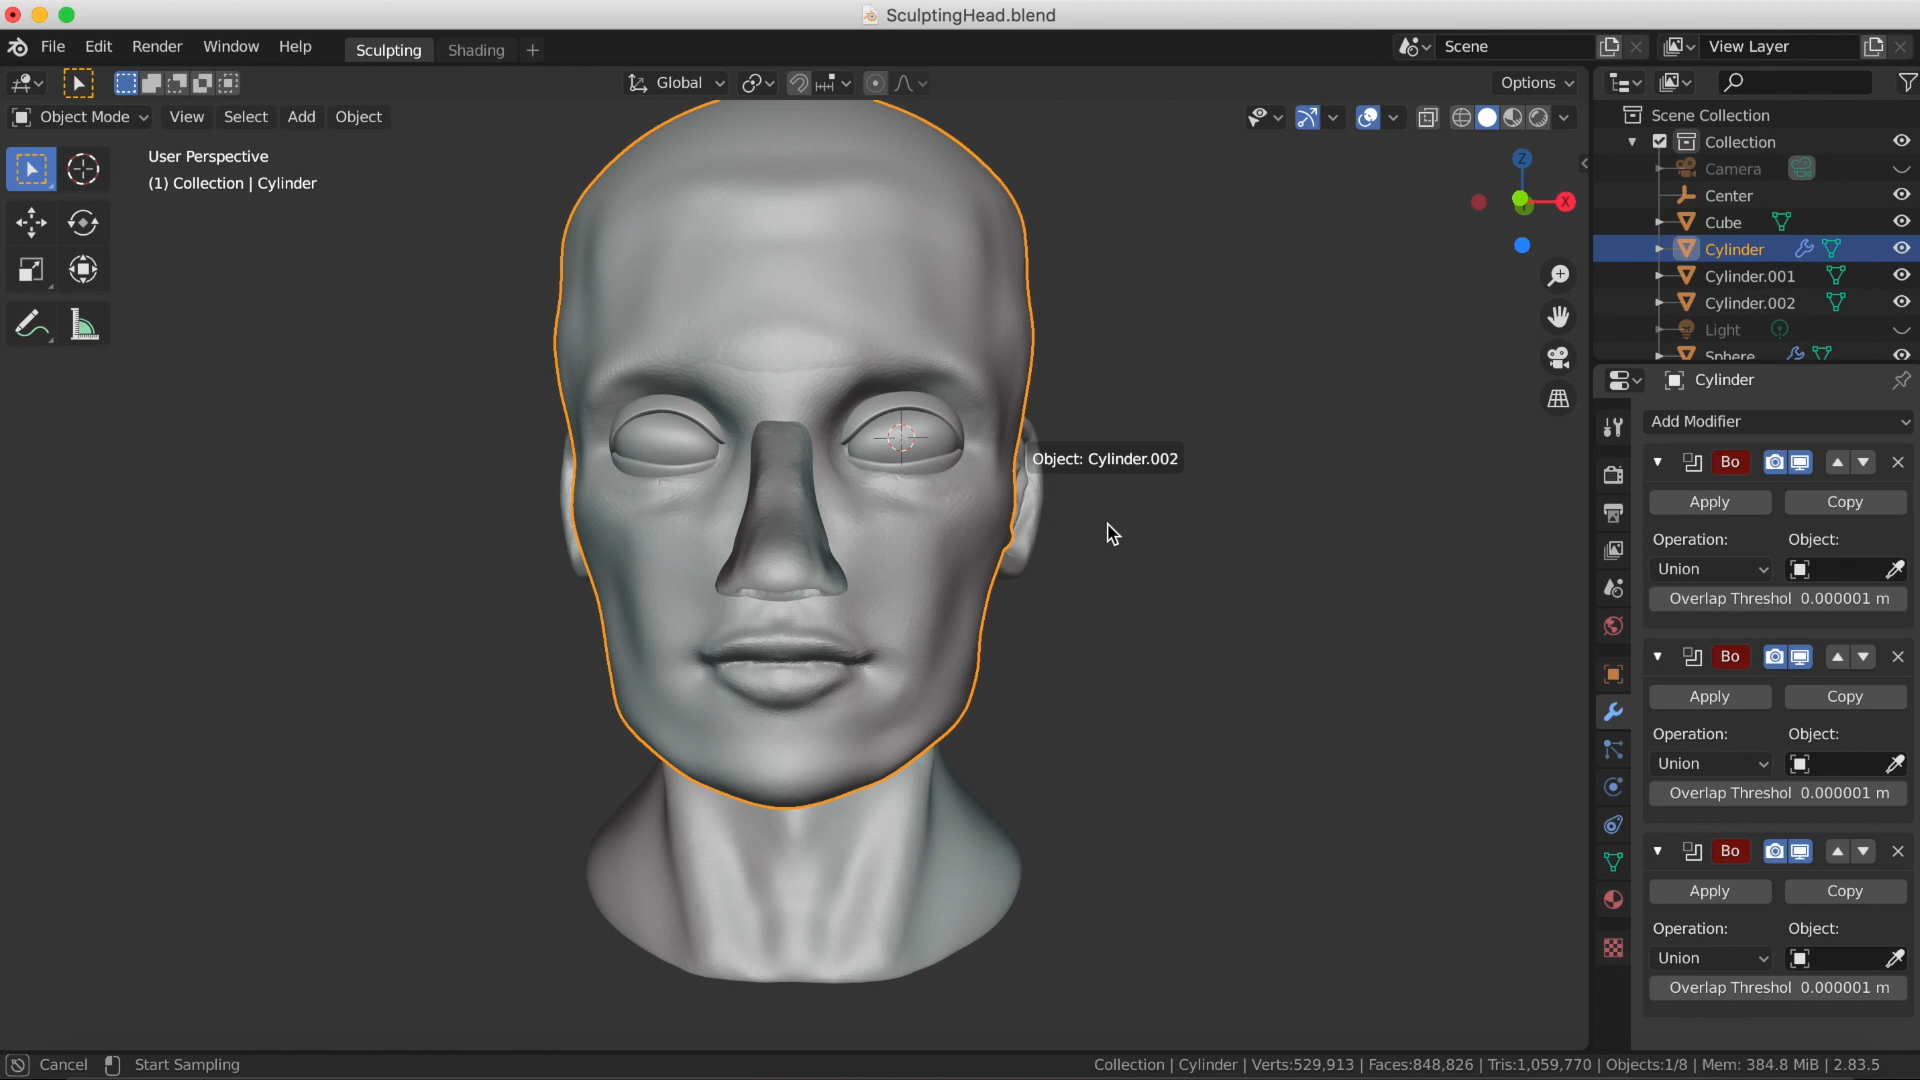 SculptingHead.blend
File Edit Render Window Help Sculpting Shading + Scene View Layer
Global Options
Object Mode View Select Add Object
User Perspective
(1) Collection | Cylinder
Z
X
Object: Cylinder.002
Scene Collection
Collection
Camera
Center
Cube
Cylinder
Cylinder.001
Cylinder.002
Light
Sphere
Cylinder
Add Modifier
Bo
Apply Copy
Operation: Object:
Union
Overlap Threshol 0.000001 m
Bo
Apply Copy
Operation: Object:
Union
Overlap Threshol 0.000001 m
Bo
Apply Copy
Operation: Object:
Union
Overlap Threshol 0.000001 m
Cancel Start Sampling Collection | Cylinder | Verts:529,913 | Faces:848,826 | Tris:1,059,770 | Objects:1/8 | Mem: 384.8 MiB | 2.83.5